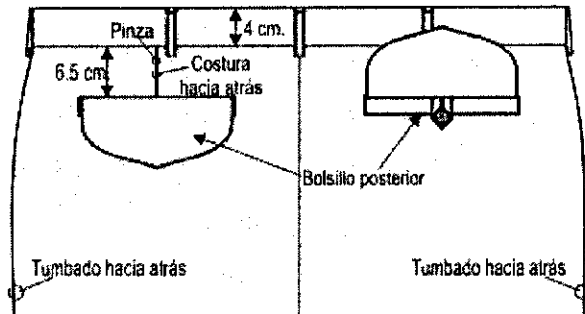 Pinza
4 cm.
6.5 cm
Costura
hacia atrás
Bolsillo posterior
Tumbado hacia atrás
Tumbado hacia atrás